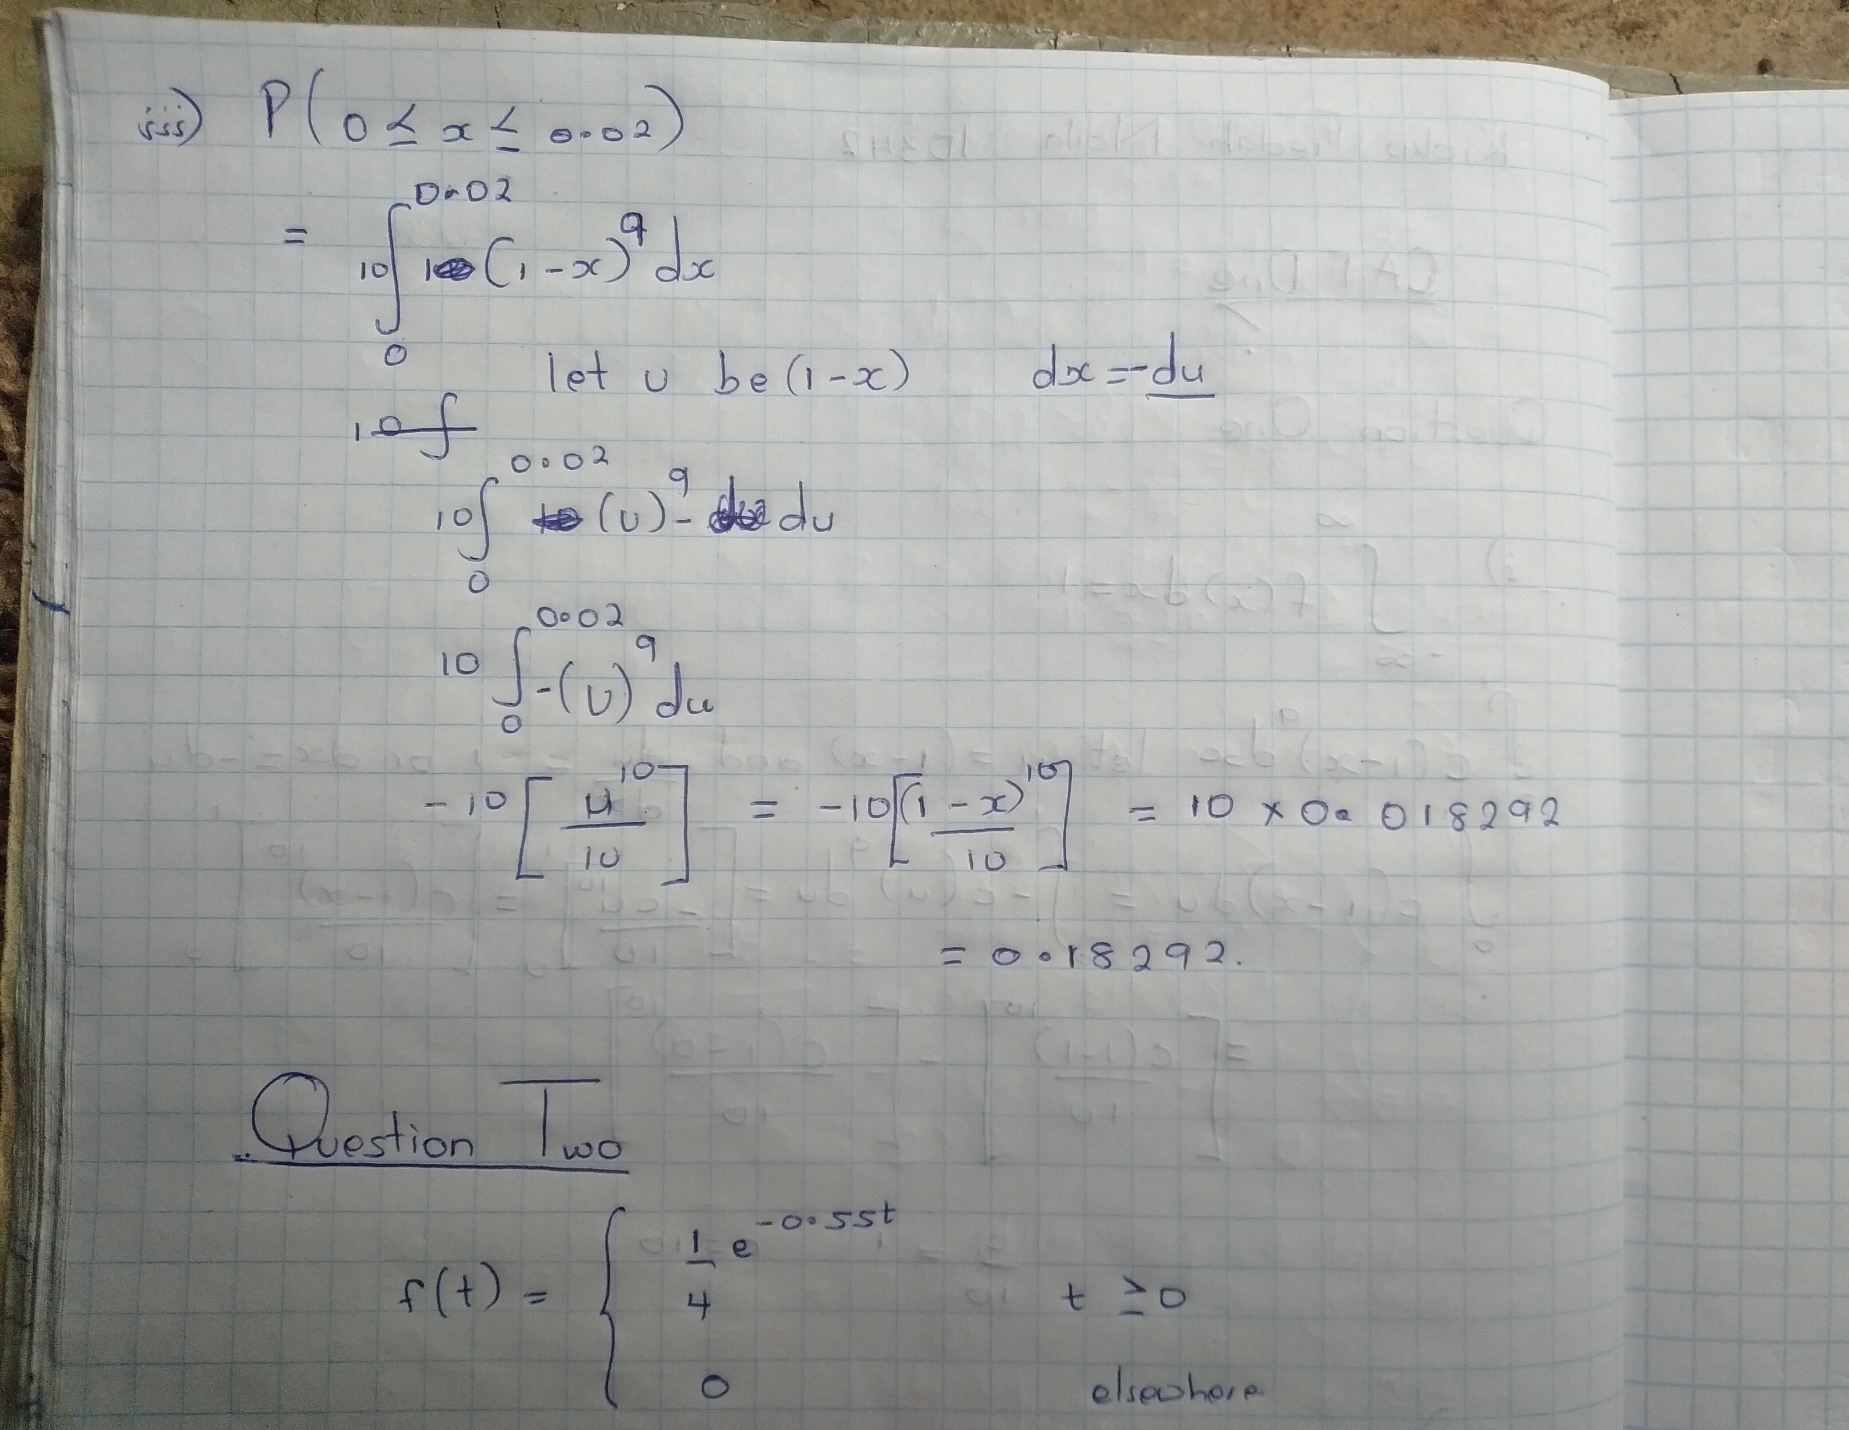 iii) P(0 ≤ x ≤ 0.02)
= 10 ∫₀^0.02 (1-x)⁹ dx
let u be (1-x) dx = -du
10 ∫₀^0.02 (u)⁹ - du
10 ∫₀^0.02 -(u)⁹ du
-10 [u¹⁰/10] = -10 [(1-x)¹⁰/10] = 10 × 0.018292
= 0.18292.
Question Two
f(t) = { 1/4 e^-0.55t t ≥ 0
0 elsewhere